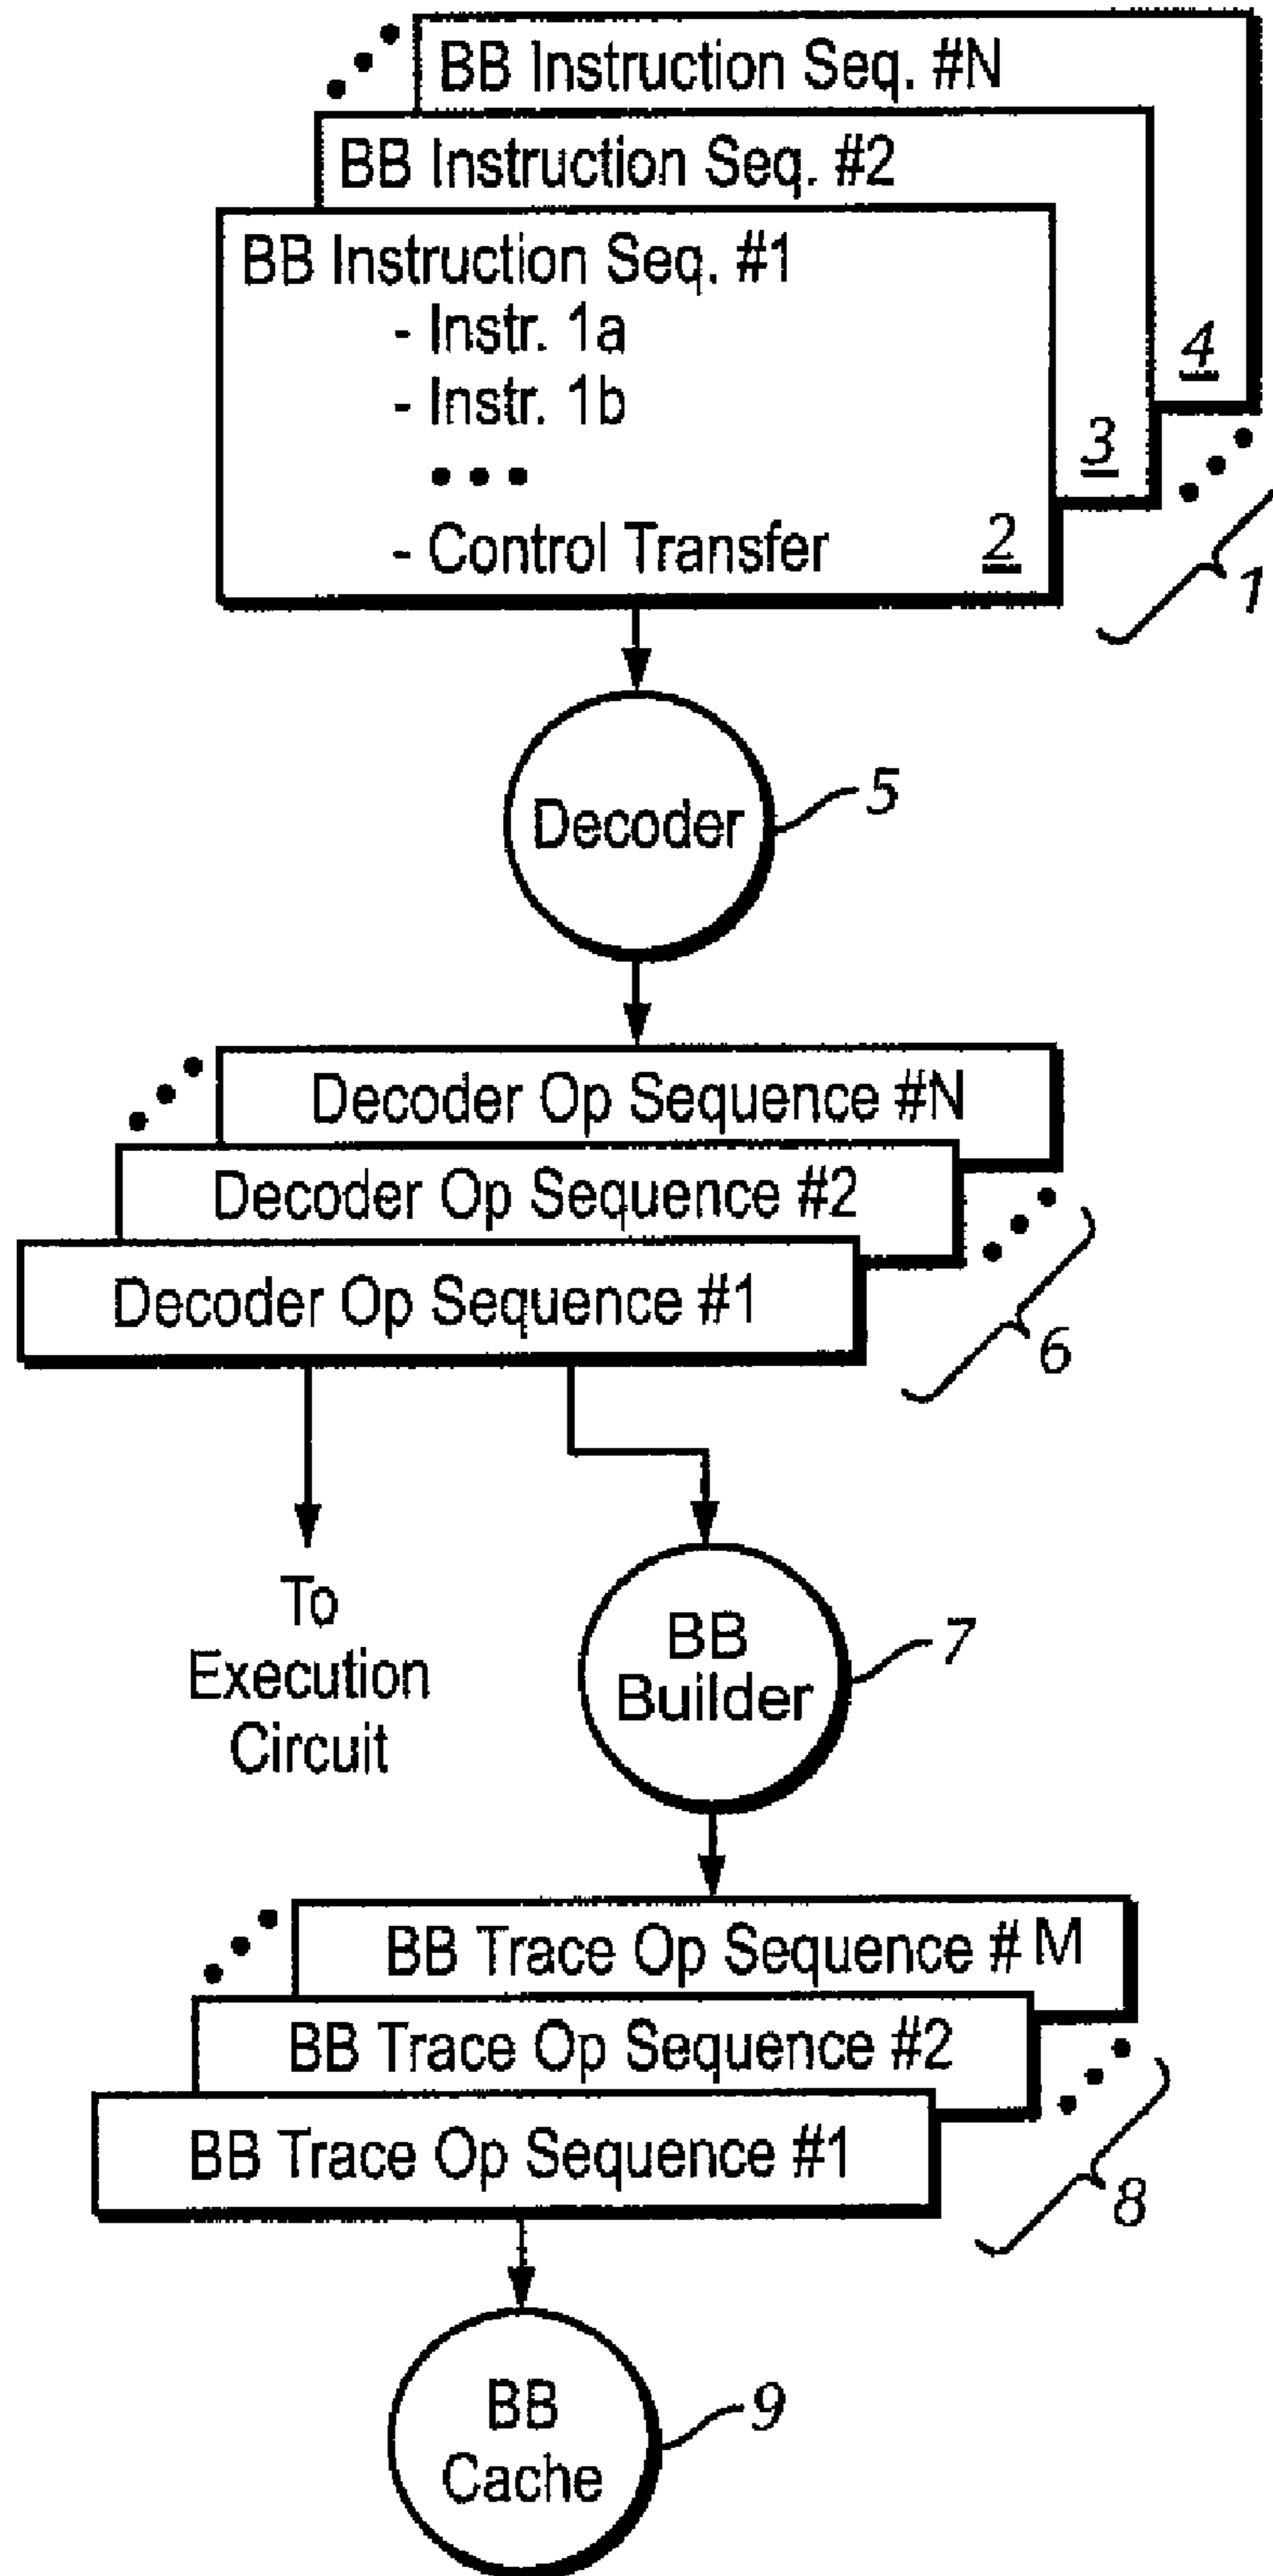 BB Instruction Seq. #N
BB Instruction Seq. #2
BB Instruction Seq. #1
- Instr. 1a
- Instr. 1b
• • •
- Control Transfer
2
3
4
1
Decoder
5
Decoder Op Sequence #N
Decoder Op Sequence #2
Decoder Op Sequence #1
6
To
Execution
Circuit
BB
Builder
7
BB Trace Op Sequence # M
BB Trace Op Sequence #2
BB Trace Op Sequence #1
8
BB
Cache
9